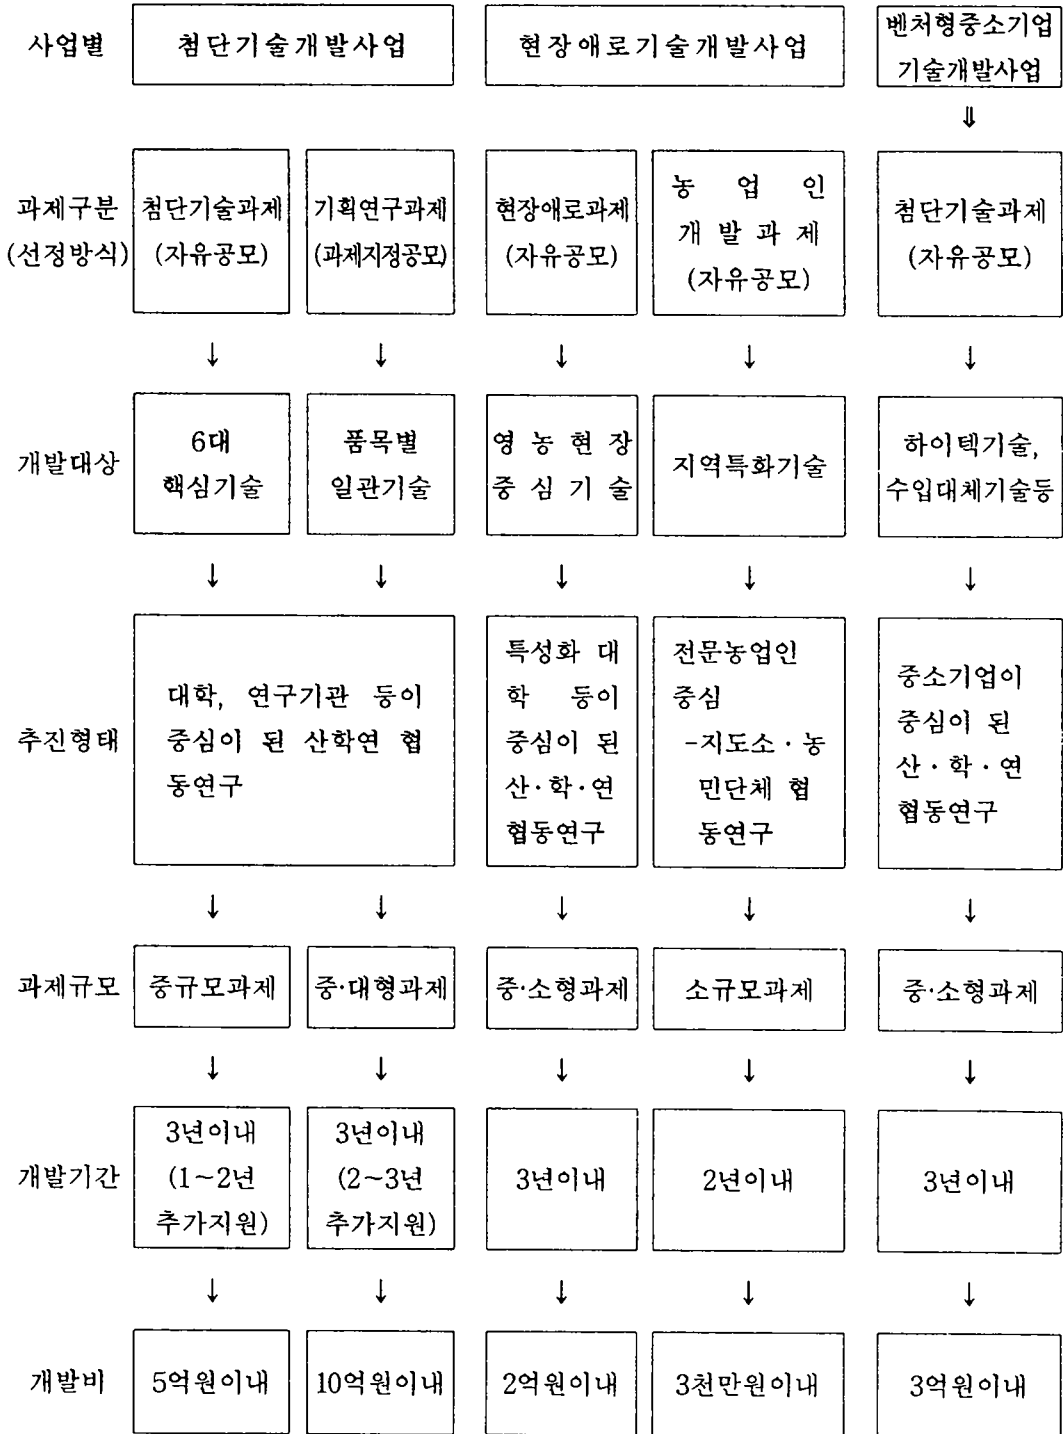 사업별 첨단기술개발사업 현장애로기술개발사업 벤처형중소기업
기술개발사업
⇓
과제구분 첨단기술과제 기획연구과제 현장애로과제 농 업 인 첨단기술과제
(선정방식) (자유공모) (과제지정공모) (자유공모) 개 발 과 제 (자유공모)
(자유공모)
↓ ↓ ↓ ↓ ↓
개발대상 6대 품목별 영 농 현 장 지역특화기술 하이텍기술,
핵심기술 일관기술 중 심 기 술 수입대체기술등
↓ ↓ ↓ ↓ ↓
추진형태
대학, 연구기관 등이
중심이 된 산학연 협
동연구
특성화 대
학 등이
중심이 된
산·학·연
협동연구
전문농업인
중심
-지도소·농
민단체 협
동연구
중소기업이
중심이 된
산·학·연
협동연구
↓ ↓ ↓ ↓ ↓
과제규모 중규모과제 중·대형과제 중·소형과제 소규모과제 중·소형과제
↓ ↓ ↓ ↓ ↓
개발기간 3년이내 3년이내 3년이내 2년이내 3년이내
(1~2년 (2~3년
추가지원) 추가지원)
↓ ↓ ↓ ↓ ↓
개발비 5억원이내 10억원이내 2억원이내 3천만원이내 3억원이내